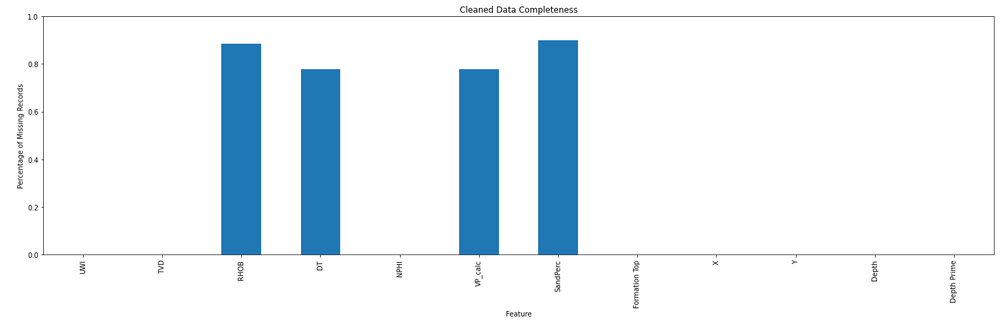 Cleaned Data Completeness
Percentage of Missing Records
1.0
0.8
0.6
0.4
0.2
0.0
UWI
TVD
RHOB
DT
NPHI
VP_calc
SandPerc
Formation Top
X
Y
Depth
Depth Prime
Feature